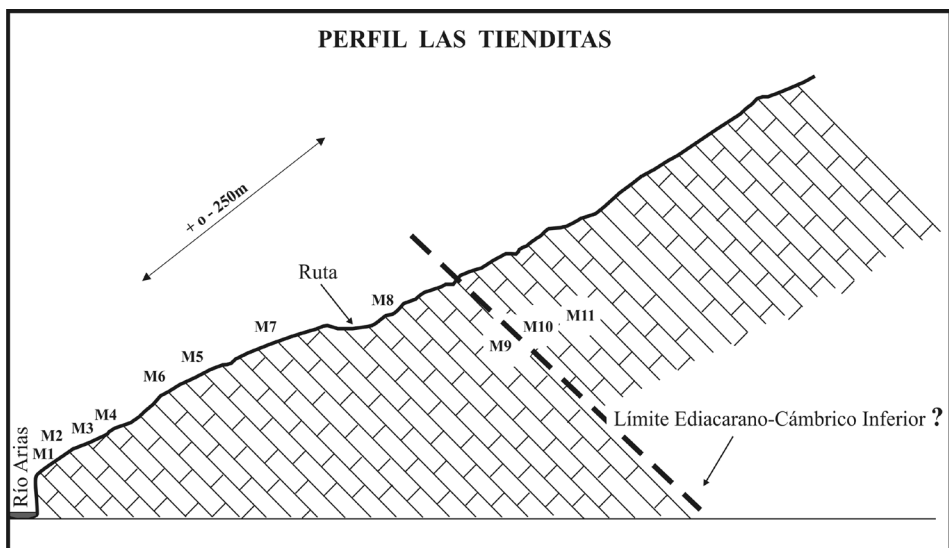 PERFIL LAS TIENDITAS
+ o - 250m
Ruta
M8
M7
M5
M6
M4
M3
M2
M1
Río Arias
M11
M10
M9
Límite Ediacarano-Cámbrico Inferior ?